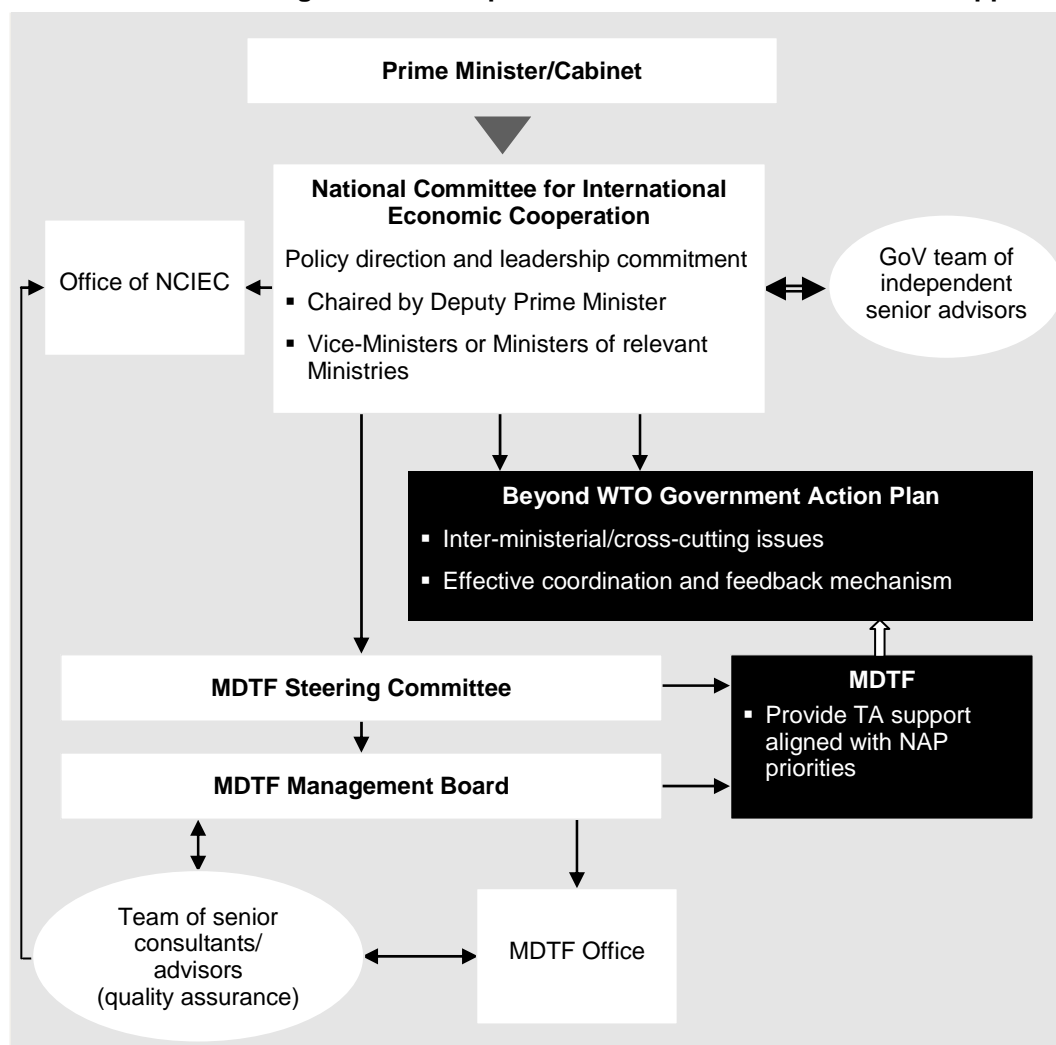 Prime Minister/Cabinet
National Committee for International
Economic Cooperation
Policy direction and leadership commitment
▪ Chaired by Deputy Prime Minister
▪ Vice-Ministers or Ministers of relevant
Ministries
Office of NCIEC
GoV team of
independent
senior advisors
Beyond WTO Government Action Plan
▪ Inter-ministerial/cross-cutting issues
▪ Effective coordination and feedback mechanism
MDTF Steering Committee
MDTF
▪ Provide TA support
aligned with NAP
priorities
MDTF Management Board
Team of senior
consultants/
advisors
(quality assurance)
MDTF Office